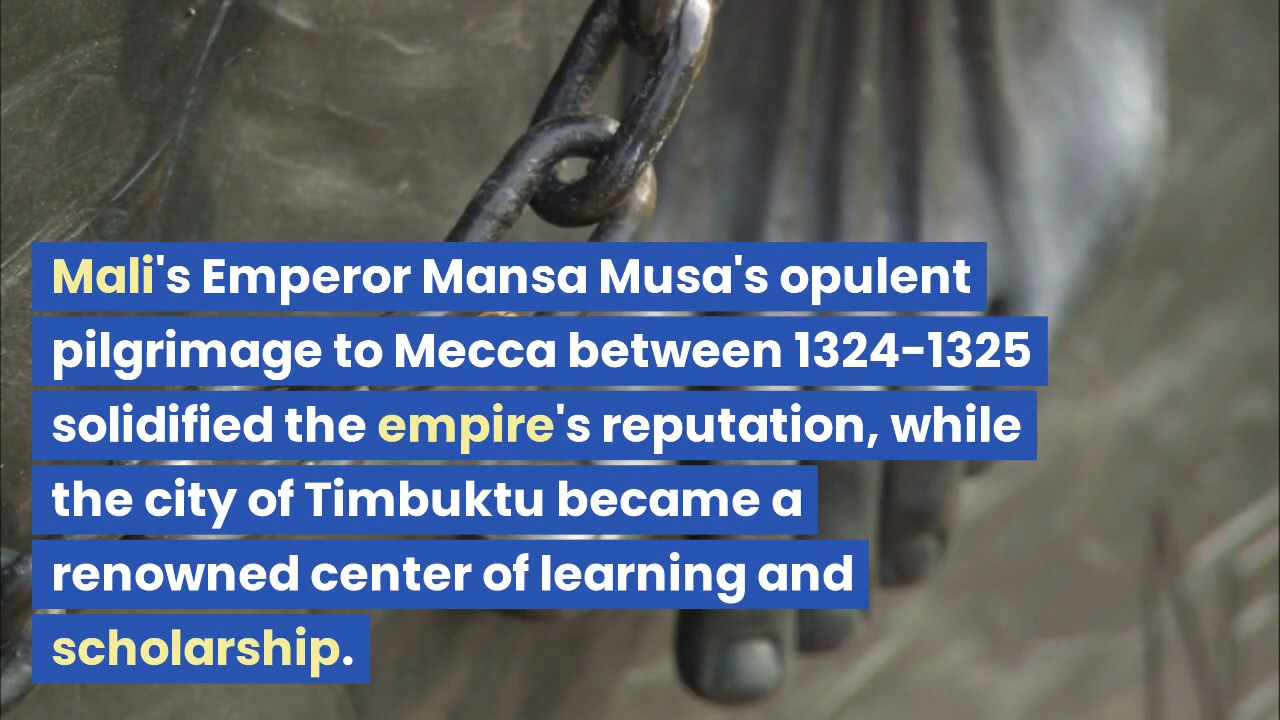 Mali's Emperor Mansa Musa's opulent
pilgrimage to Mecca between 1324-1325
solidified the empire's reputation, while
the city of Timbuktu became a
renowned center of learning and
scholarship.